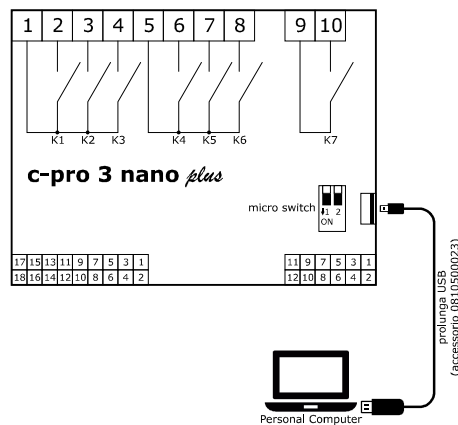 1 2 3 4 5 6 7 8 9 10
K1 K2 K3 K4 K5 K6 K7
c-pro 3 nano plus
micro switch
1 2
ON
17 15 13 11 9 7 5 3 1
18 16 14 12 10 8 6 4 2
11 9 7 5 3 1
12 10 8 6 4 2
prolunga USB
(accessorio 0810500023)
Personal Computer